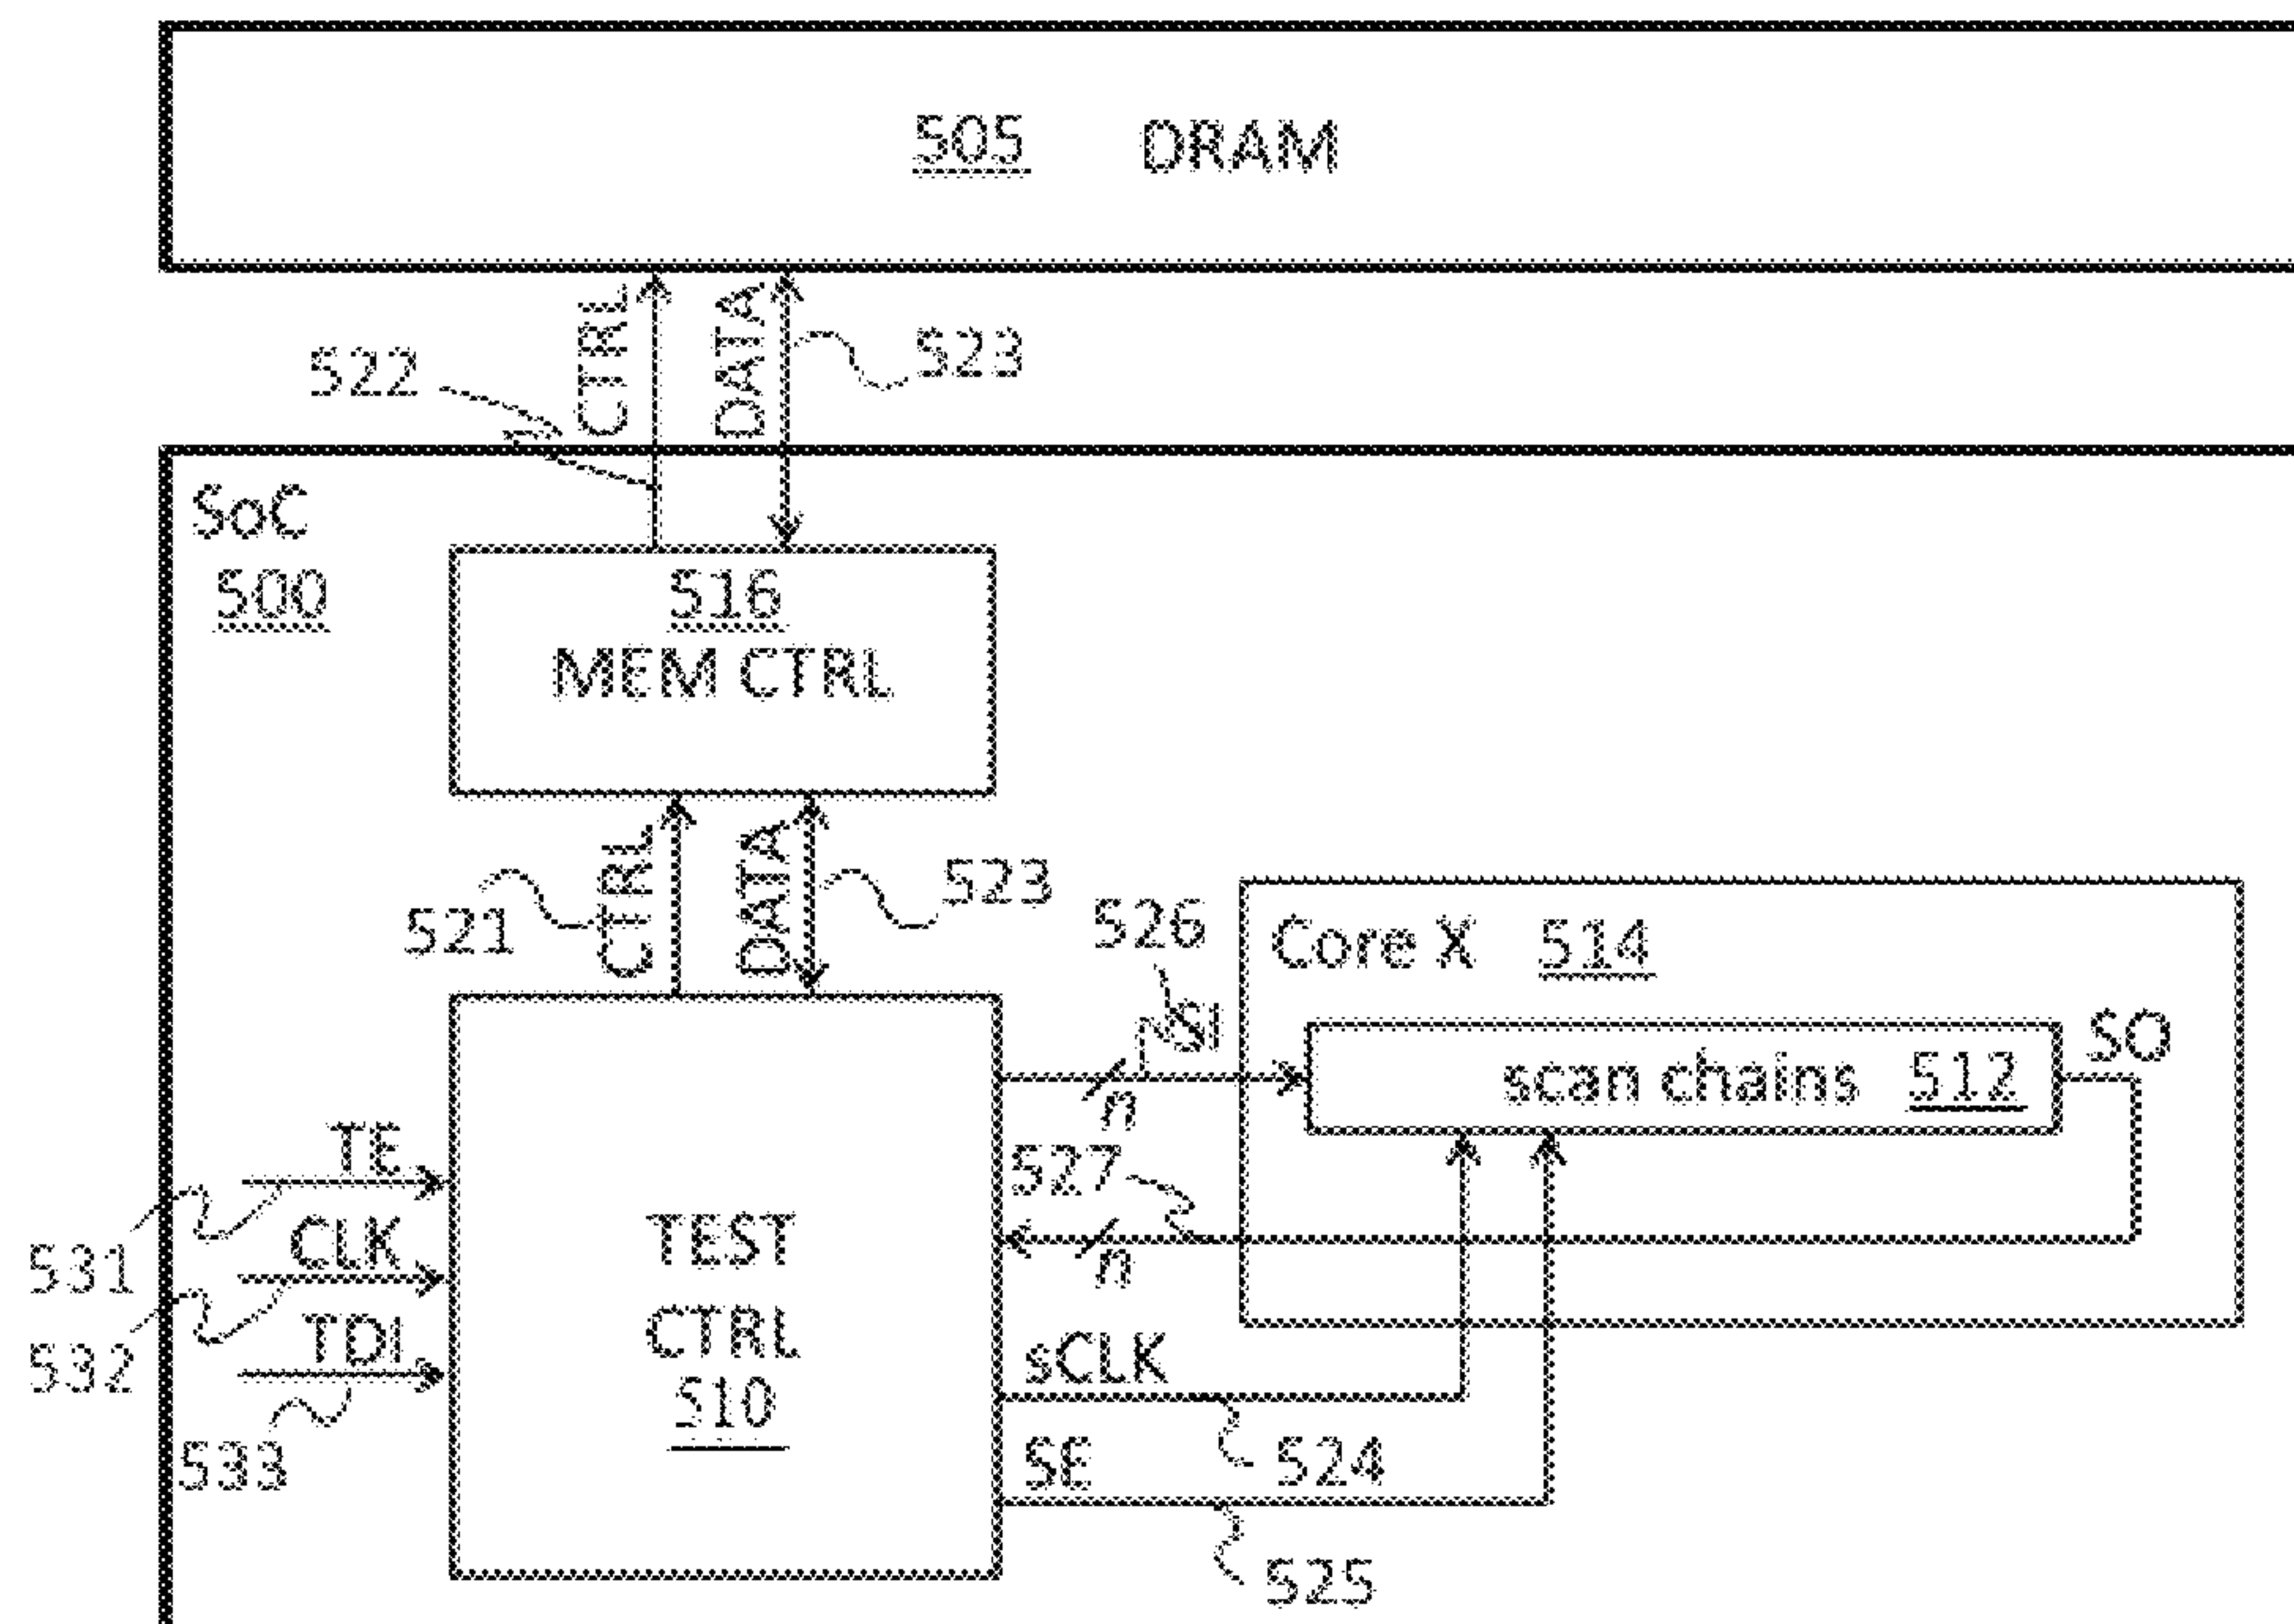 505 DRAM
CTRL
DATA
522
523
SoC
500
516
MEM CTRL
CTRL
DATA
521
523
526
SI
Core X 514
scan chains 512
SO
n
527
n
TE
531
CLK
532
TDI
533
TEST
CTRL
510
sCLK
524
SE
525